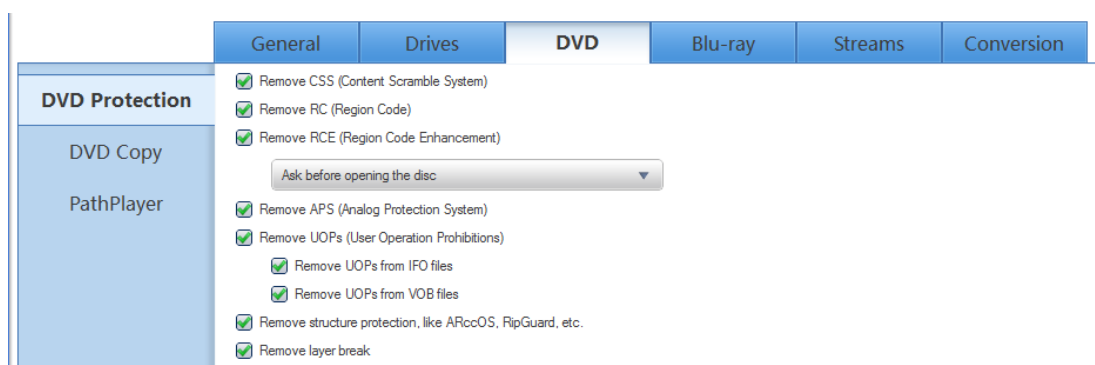 General Drives DVD Blu-ray Streams Conversion
DVD Protection
DVD Copy
PathPlayer
Remove CSS (Content Scramble System)
Remove RC (Region Code)
Remove RCE (Region Code Enhancement)
Ask before opening the disc
Remove APS (Analog Protection System)
Remove UOPs (User Operation Prohibitions)
Remove UOPs from IFO files
Remove UOPs from VOB files
Remove structure protection, like ARccOS, RipGuard, etc.
Remove layer break